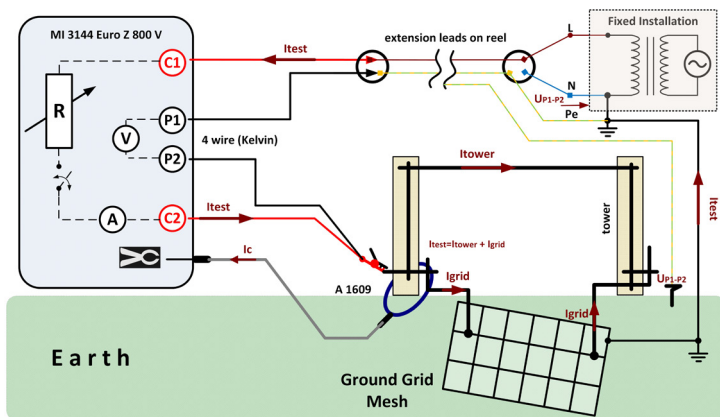 MI 3144 Euro Z 800 V
C1
Itest
extension leads on reel
L
Fixed Installation
N
UP1-P2
Pe
R
P1
V
4 wire (Kelvin)
P2
Itower
A
C2
Itest
Itest=Itower + Igrid
tower
Itest
Ic
A 1609
Igrid
Igrid
UP1-P2
Earth
Ground Grid
Mesh